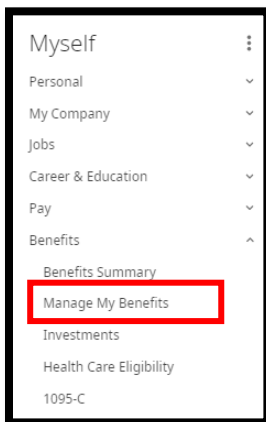 Myself
Personal
My Company
Jobs
Career & Education
Pay
Benefits
Benefits Summary
Manage My Benefits
Investments
Health Care Eligibility
1095-C